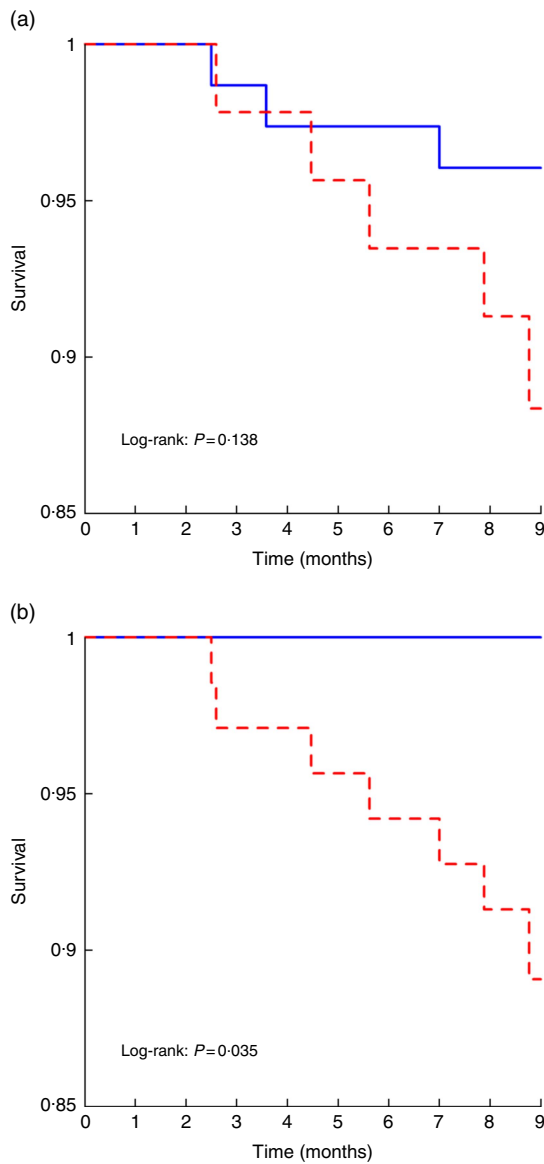 (a)
1
0·95
0·9
0·85
Survival
Log-rank: P=0·138
0 1 2 3 4 5 6 7 8 9
Time (months)
(b)
1
0·95
0·9
0·85
Survival
Log-rank: P=0·035
0 1 2 3 4 5 6 7 8 9
Time (months)